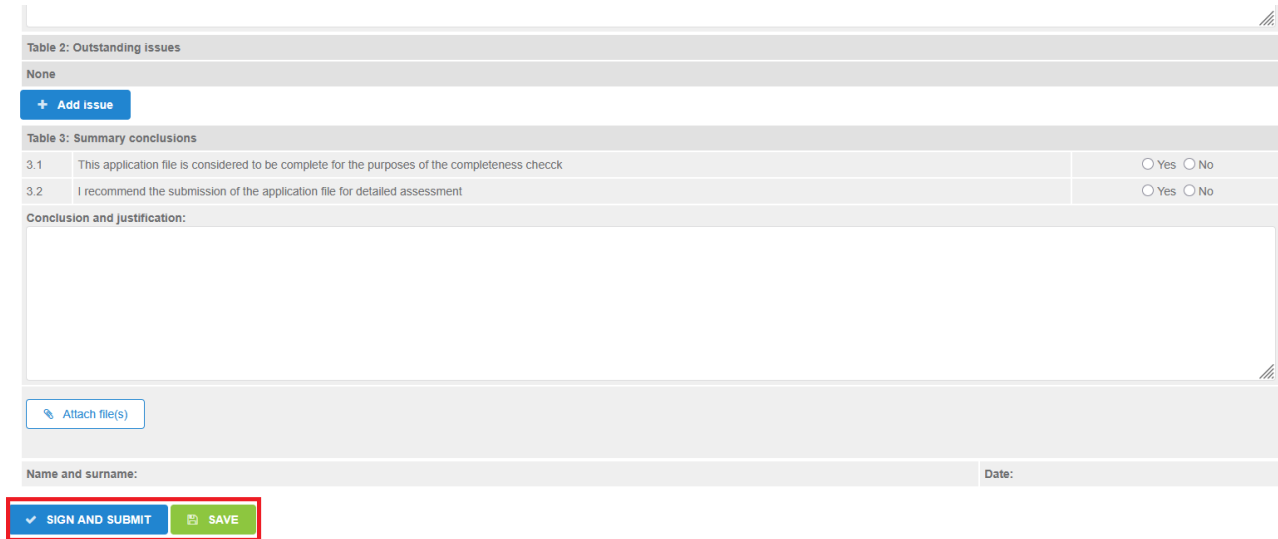 Table 2: Outstanding issues
None
+ Add issue
Table 3: Summary conclusions
3.1 This application file is considered to be complete for the purposes of the completeness checck Yes No
3.2 I recommend the submission of the application file for detailed assessment Yes No
Conclusion and justification:
Attach file(s)
Name and surname: Date:
SIGN AND SUBMIT SAVE